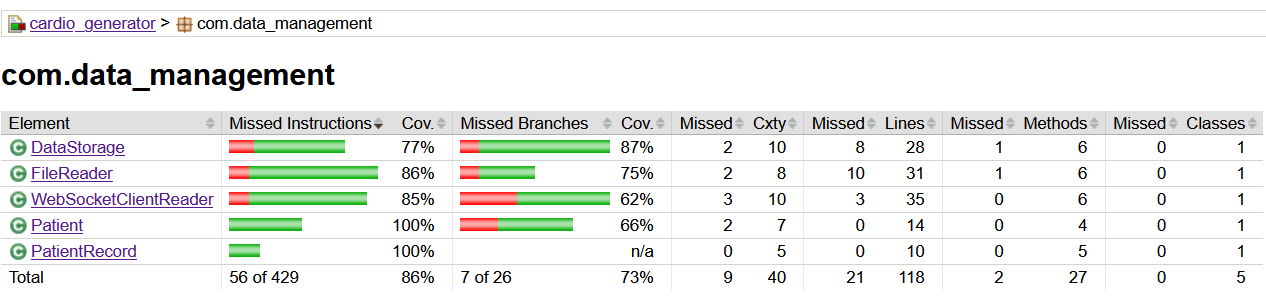 cardio_generator > com.data_management
com.data_management
Element Missed Instructions Cov. Missed Branches Cov. Missed Cxty Missed Lines Missed Methods Missed Classes
DataStorage 77% 87% 2 10 8 28 1 6 0 1
FileReader 86% 75% 2 8 10 31 1 6 0 1
WebSocketClientReader 85% 62% 3 10 3 35 0 6 0 1
Patient 100% 66% 2 7 0 14 0 4 0 1
PatientRecord 100% n/a 0 5 0 10 0 5 0 1
Total 56 of 429 86% 7 of 26 73% 9 40 21 118 2 27 0 5